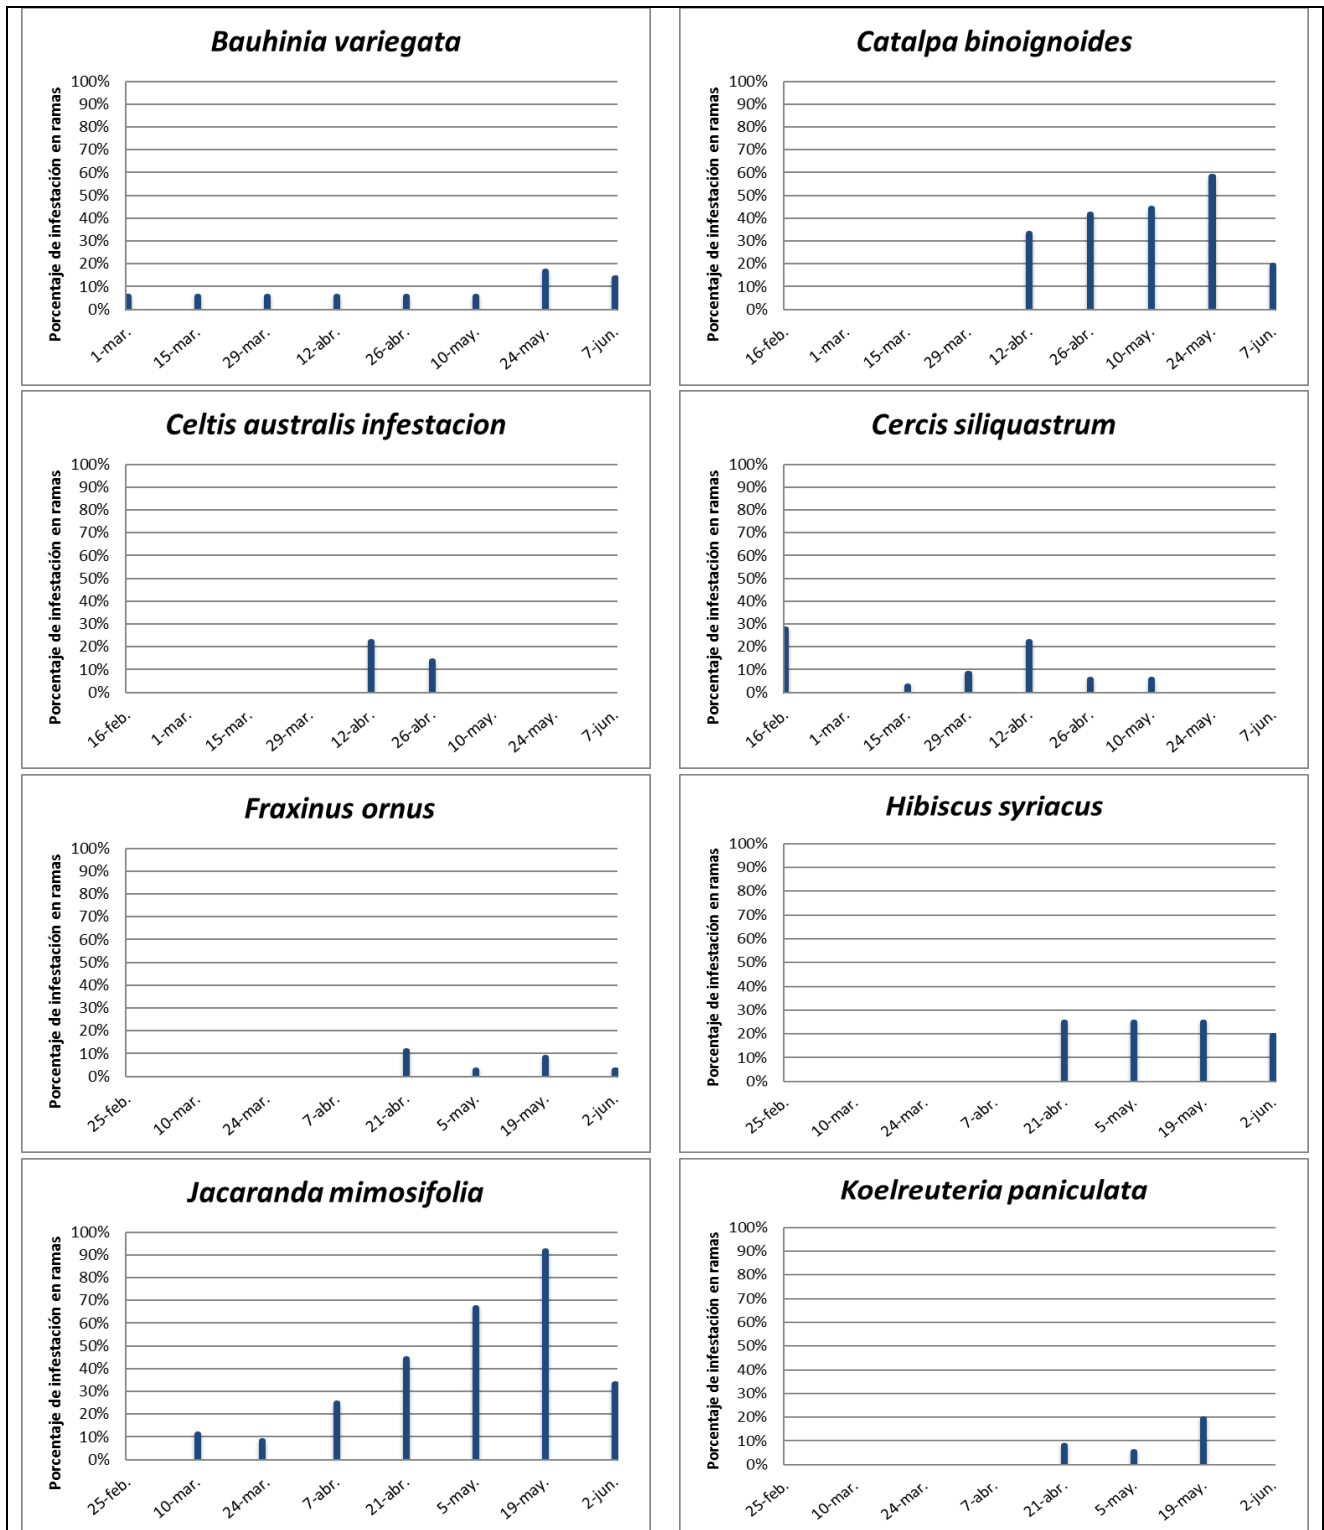 Bauhinia variegata
Porcentaje de infestación en ramas
100%
90%
80%
70%
60%
50%
40%
30%
20%
10%
0%
1-mar.
15-mar.
29-mar.
12-abr.
26-abr.
10-may.
24-may.
7-jun.
Catalpa binoignoides
Porcentaje de infestación en ramas
100%
90%
80%
70%
60%
50%
40%
30%
20%
10%
0%
16-feb.
1-mar.
15-mar.
29-mar.
12-abr.
26-abr.
10-may.
24-may.
7-jun.
Celtis australis infestacion
Porcentaje de infestación en ramas
100%
90%
80%
70%
60%
50%
40%
30%
20%
10%
0%
16-feb.
1-mar.
15-mar.
29-mar.
12-abr.
26-abr.
10-may.
24-may.
7-jun.
Cercis siliquastrum
Porcentaje de infestación en ramas
100%
90%
80%
70%
60%
50%
40%
30%
20%
10%
0%
16-feb.
1-mar.
15-mar.
29-mar.
12-abr.
26-abr.
10-may.
24-may.
7-jun.
Fraxinus ornus
Porcentaje de infestación en ramas
100%
90%
80%
70%
60%
50%
40%
30%
20%
10%
0%
25-feb.
10-mar.
24-mar.
7-abr.
21-abr.
5-may.
19-may.
2-jun.
Hibiscus syriacus
Porcentaje de infestación en ramas
100%
90%
80%
70%
60%
50%
40%
30%
20%
10%
0%
25-feb.
10-mar.
24-mar.
7-abr.
21-abr.
5-may.
19-may.
2-jun.
Jacaranda mimosifolia
Porcentaje de infestación en ramas
100%
90%
80%
70%
60%
50%
40%
30%
20%
10%
0%
25-feb.
10-mar.
24-mar.
7-abr.
21-abr.
5-may.
19-may.
2-jun.
Koelreuteria paniculata
Porcentaje de infestación en ramas
100%
90%
80%
70%
60%
50%
40%
30%
20%
10%
0%
25-feb.
10-mar.
24-mar.
7-abr.
21-abr.
5-may.
19-may.
2-jun.